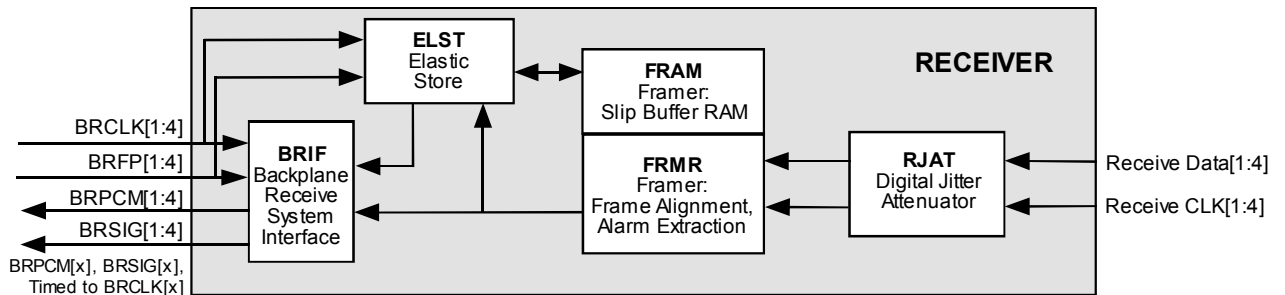 ELST
Elastic
Store
FRAM
Framer:
Slip Buffer RAM
RECEIVER
BRCLK[1:4]
BRFP[1:4]
BRPCM[1:4]
BRSIG[1:4]
BRPCM[x], BRSIG[x],
Timed to BRCLK[x]
BRIF
Backplane
Receive
System
Interface
FRMR
Framer:
Frame Alignment,
Alarm Extraction
RJAT
Digital Jitter
Attenuator
Receive Data[1:4]
Receive CLK[1:4]